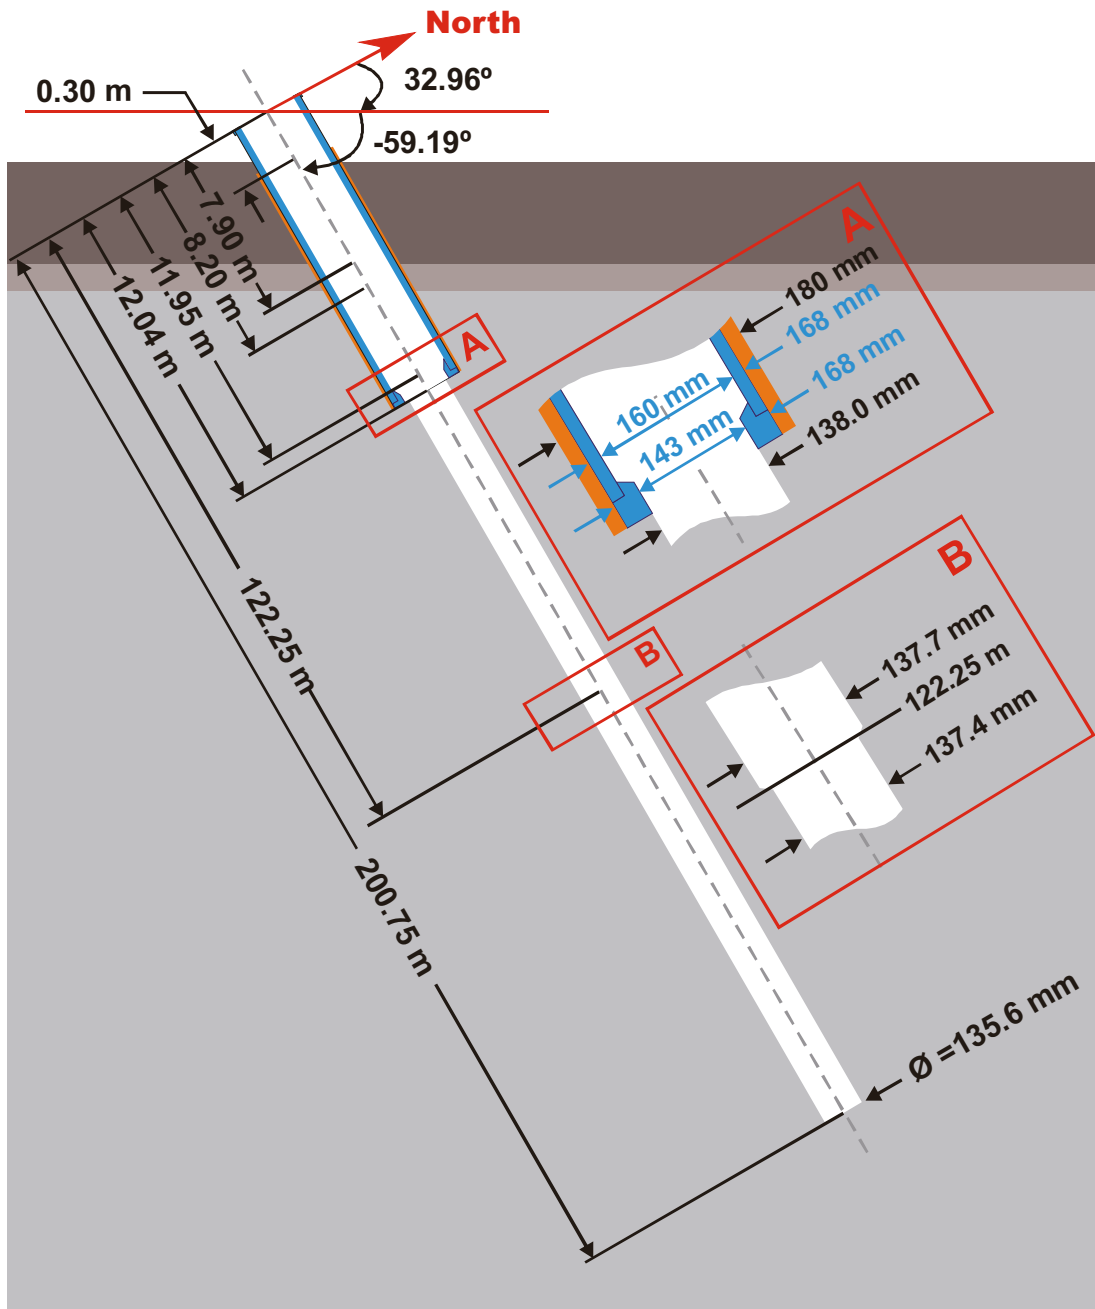 North
32.96º
0.30 m
-59.19º
7.90 m
8.20 m
11.95 m
12.04 m
122.25 m
200.75 m
A
B
A
180 mm
168 mm
168 mm
138.0 mm
160 mm
143 mm
B
137.7 mm
122.25 m
137.4 mm
Ø =135.6 mm